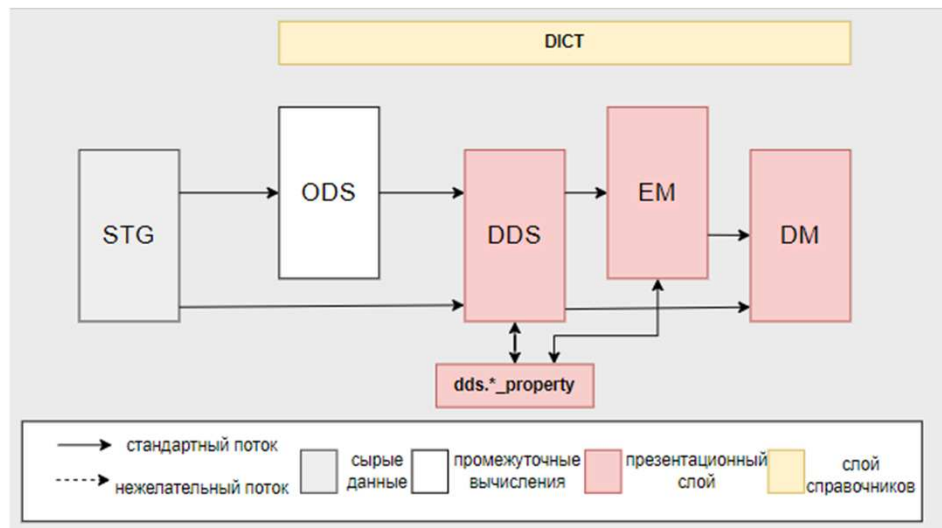 DICT
STG
ODS
DDS
EM
DM
dds.*_property
стандартный поток
нежелательный поток
сырые
данные
промежуточные
вычисления
презентационный
слой
слой
справочников